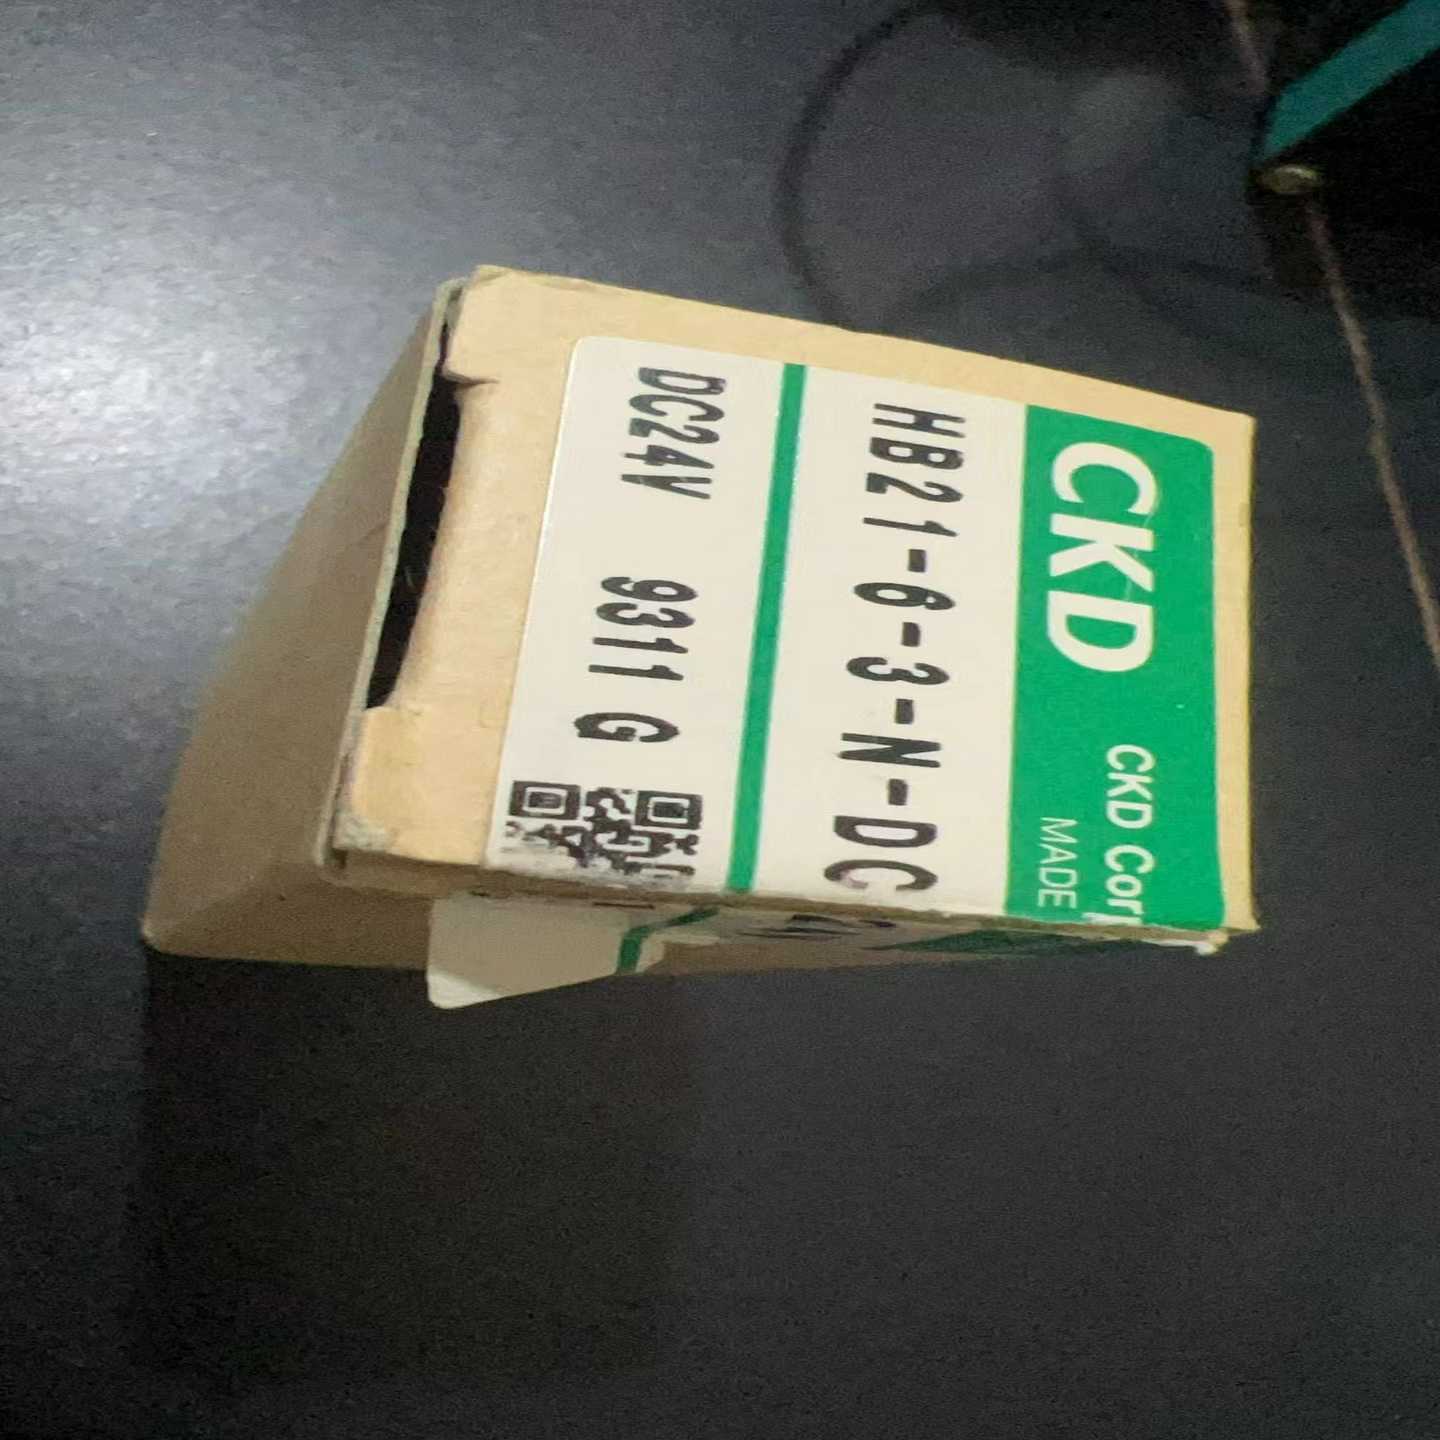 CKD CKD Cor
MADE
HB21-6-3-N-DC
DC24V 9311 G